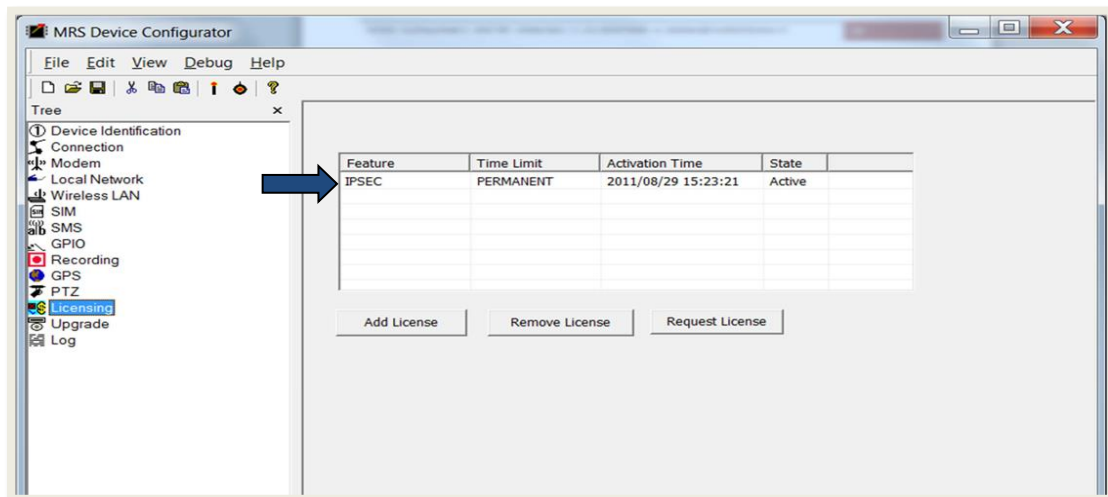 MRS Device Configurator
File Edit View Debug Help
Tree
Device Identification
Connection
Modem
Local Network
Wireless LAN
SIM
SMS
GPIO
Recording
GPS
PTZ
Licensing
Upgrade
Log
Feature Time Limit Activation Time State
IPSEC PERMANENT 2011/08/29 15:23:21 Active
Add License Remove License Request License